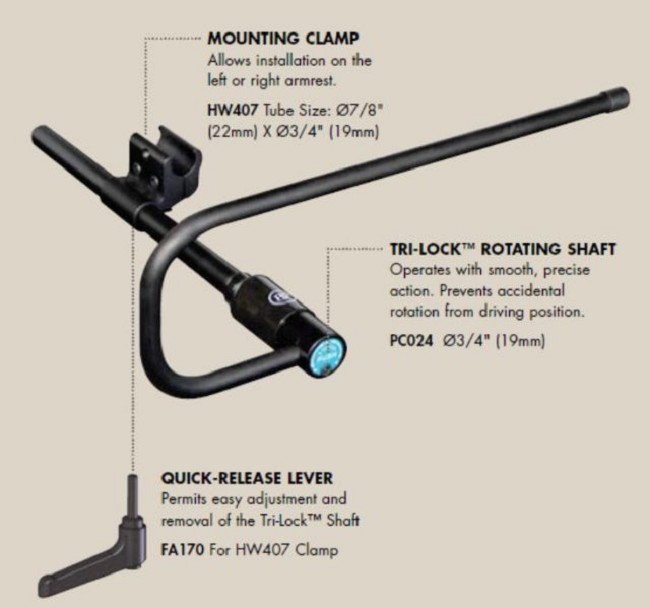 MOUNTING CLAMP
Allows installation on the
left or right armrest.
HW407 Tube Size: Ø7/8"
(22mm) X Ø3/4" (19mm)
TRI-LOCK™ ROTATING SHAFT
Operates with smooth, precise
action. Prevents accidental
rotation from driving position.
PC024 Ø3/4" (19mm)
PUSH
QUICK-RELEASE LEVER
Permits easy adjustment and
removal of the Tri-Lock™ Shaft
FA170 For HW407 Clamp